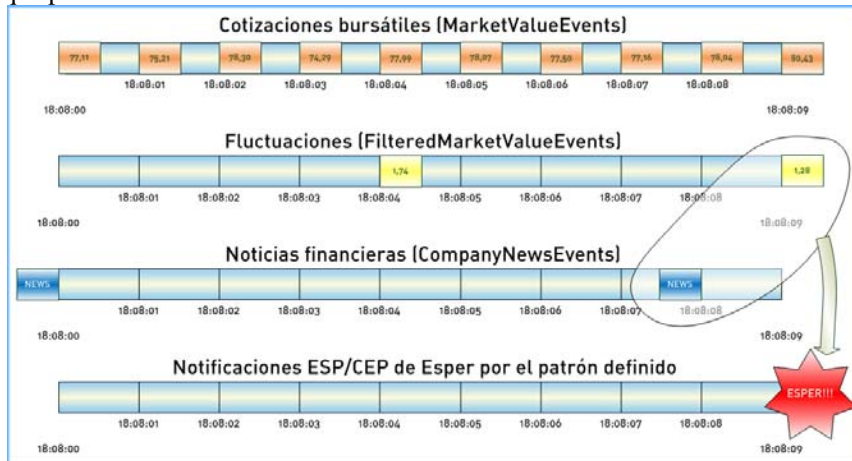 Cotizaciones bursátiles (MarketValueEvents)
77,11 75,21 78,30 74,29 77,99 78,07 77,50 77,16 78,04 80,43
18:08:01 18:08:02 18:08:03 18:08:04 18:08:05 18:08:06 18:08:07 18:08:08
18:08:00 18:08:09
Fluctuaciones (FilteredMarketValueEvents)
1,74 1,28
18:08:01 18:08:02 18:08:03 18:08:04 18:08:05 18:08:06 18:08:07 18:08:08
18:08:00 18:08:09
Noticias financieras (CompanyNewsEvents)
NEWS NEWS
18:08:01 18:08:02 18:08:03 18:08:04 18:08:05 18:08:06 18:08:07 18:08:08
18:08:00 18:08:09
Notificaciones ESP/CEP de Esper por el patrón definido
ESPER!!!
18:08:01 18:08:02 18:08:03 18:08:04 18:08:05 18:08:06 18:08:07 18:08:08
18:08:00 18:08:09